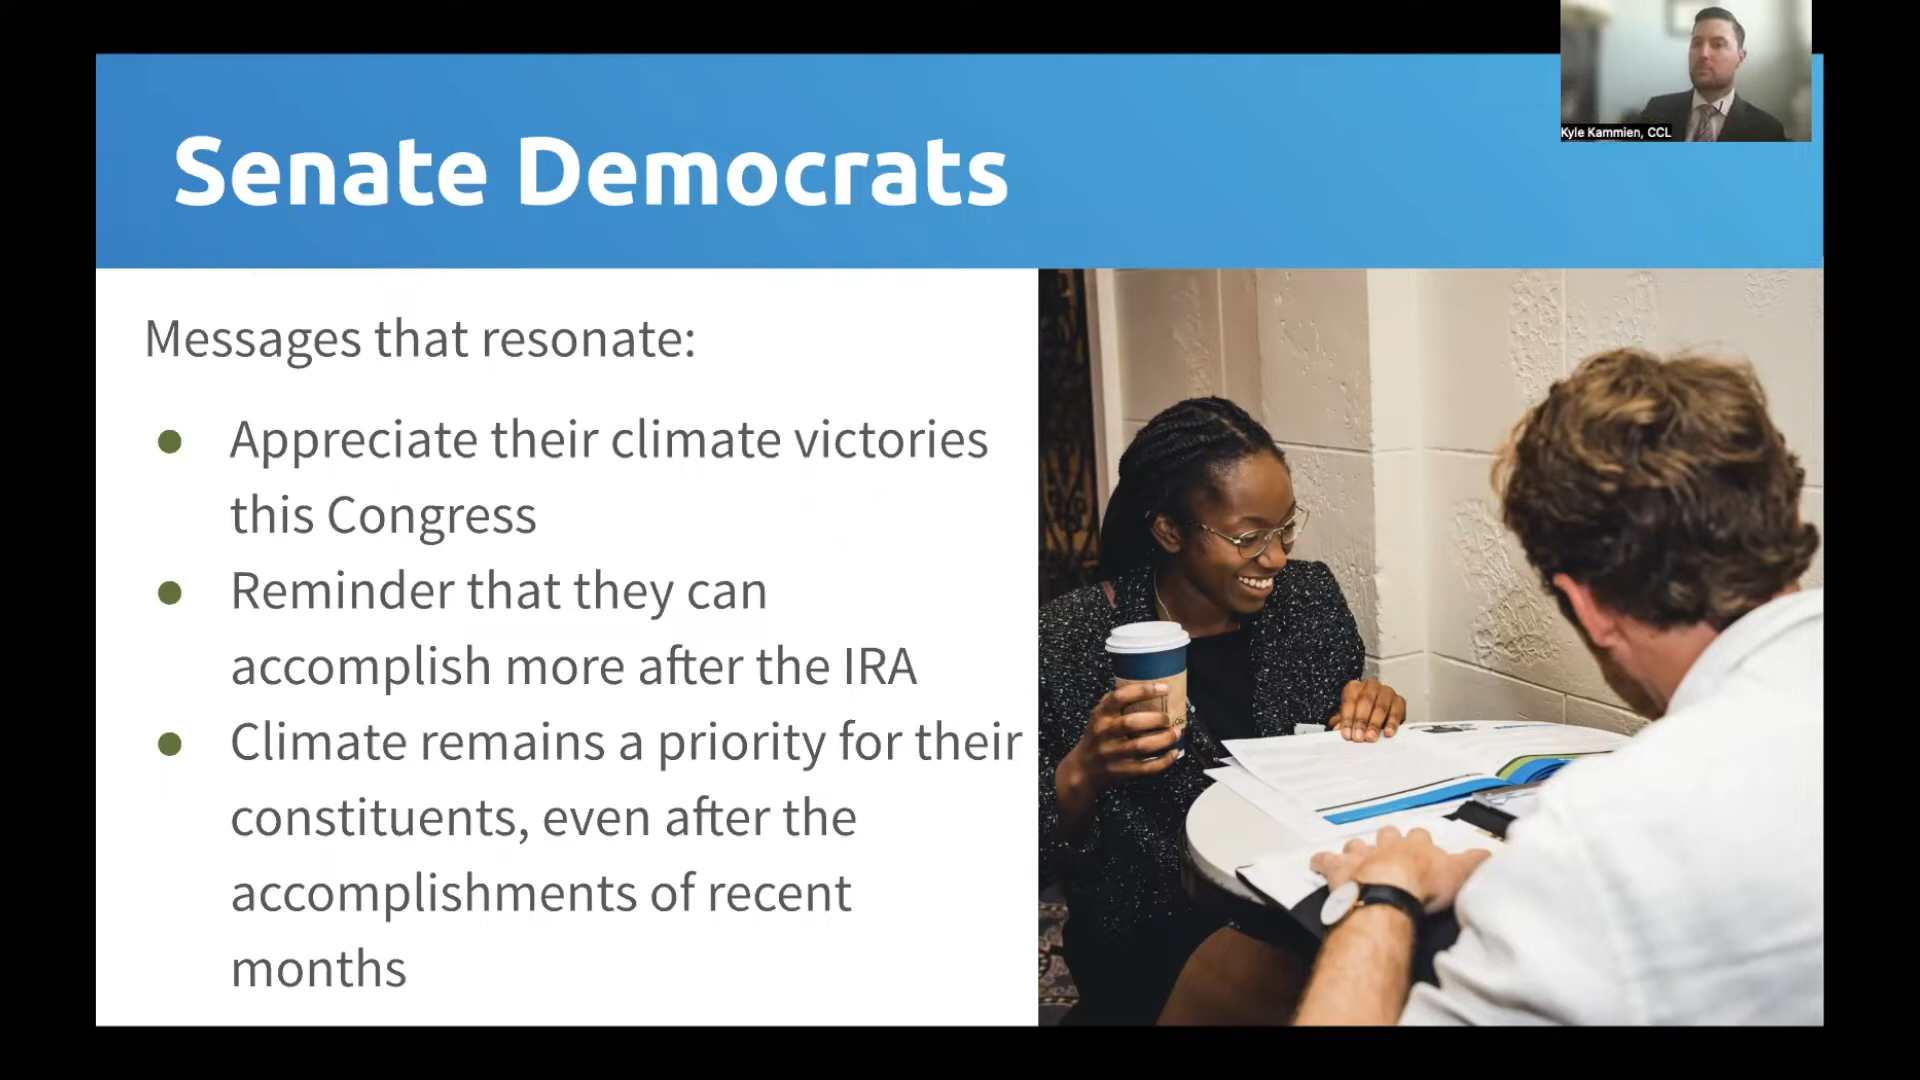 Kyle Kammien, CCL
Senate Democrats
Messages that resonate:
● Appreciate their climate victories
this Congress
● Reminder that they can
accomplish more after the IRA
● Climate remains a priority for their
constituents, even after the
accomplishments of recent
months